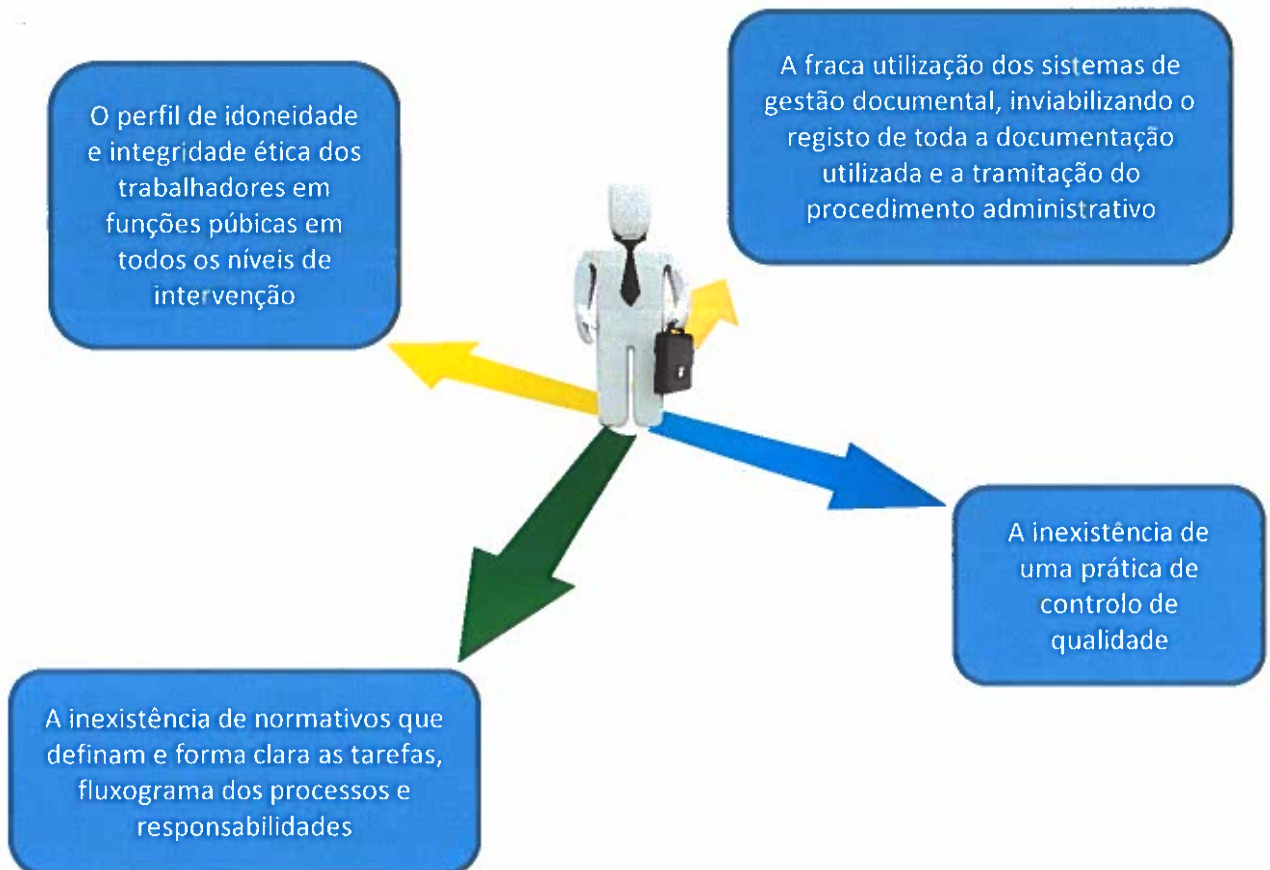 O perfil de idoneidade
e integridade ética dos
trabalhadores em
funções púbicas em
todos os níveis de
intervenção
A fraca utilização dos sistemas de
gestão documental, inviabilizando o
registo de toda a documentação
utilizada e a tramitação do
procedimento administrativo
A inexistência de
uma prática de
controlo de
qualidade
A inexistência de normativos que
definam e forma clara as tarefas,
fluxograma dos processos e
responsabilidades